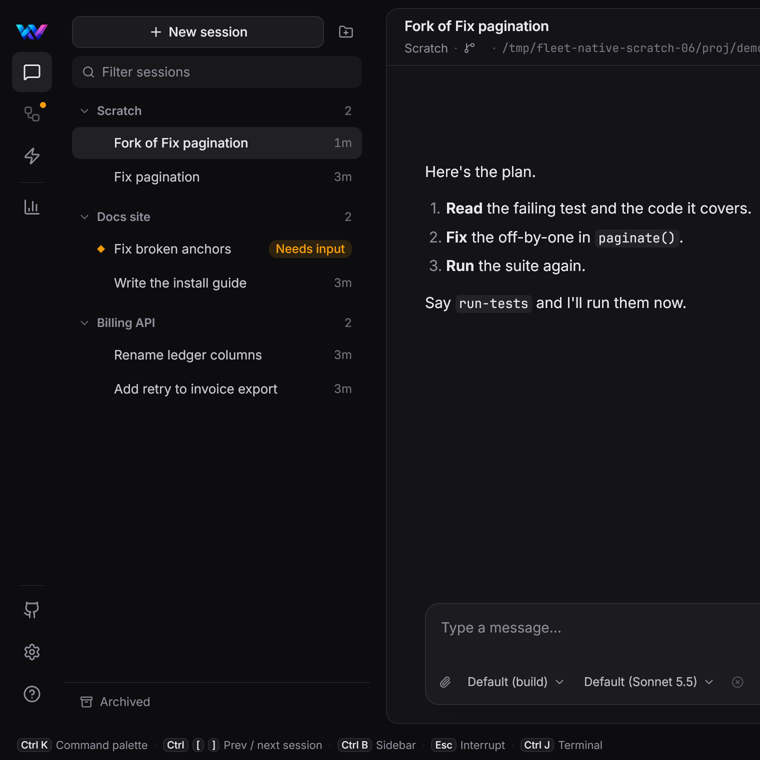 New session
Filter sessions
Scratch 2
Fork of Fix pagination 1m
Fix pagination 3m
Docs site 2
Fix broken anchors Needs input
Write the install guide 3m
Billing API 2
Rename ledger columns 3m
Add retry to invoice export 3m
Archived
Fork of Fix pagination
Scratch · · /tmp/fleet-native-scratch-06/proj/demo
Here's the plan.
1. Read the failing test and the code it covers.
2. Fix the off-by-one in paginate().
3. Run the suite again.
Say run-tests and I'll run them now.
Type a message...
Default (build) Default (Sonnet 5.5)
Ctrl K Command palette · Ctrl [ ] Prev / next session · Ctrl B Sidebar · Esc Interrupt · Ctrl J Terminal